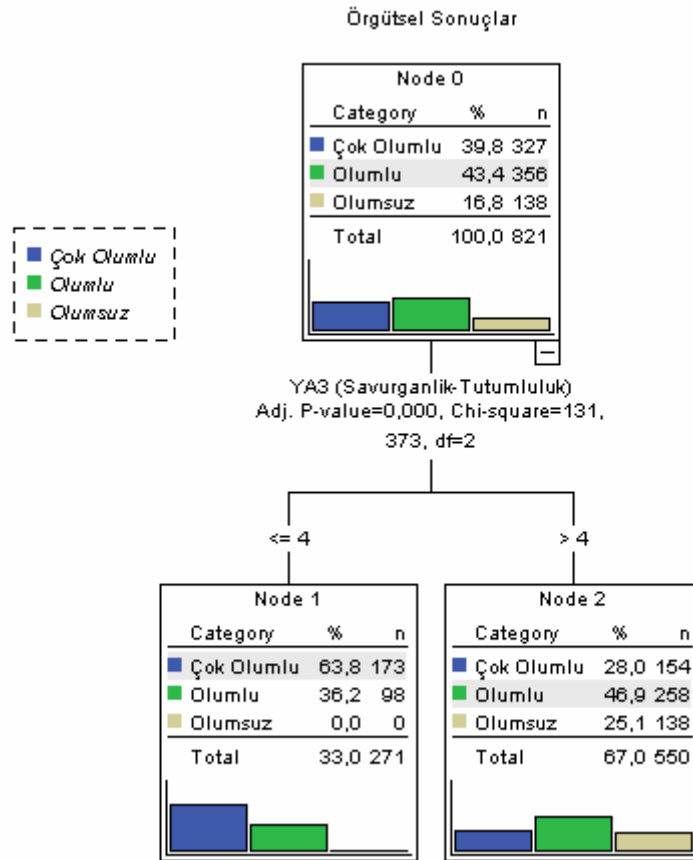 Örgütsel Sonuçlar
Node 0
Category % n
Çok Olumlu 39,8 327
Olumlu 43,4 356
Olumsuz 16,8 138
Total 100,0 821
Çok Olumlu
Olumlu
Olumsuz
YA3 (Savurganlik-Tutumluluk)
Adj. P-value=0,000, Chi-square=131,
373, df=2
<= 4
> 4
Node 1
Category % n
Çok Olumlu 63,8 173
Olumlu 36,2 98
Olumsuz 0,0 0
Total 33,0 271
Node 2
Category % n
Çok Olumlu 28,0 154
Olumlu 46,9 258
Olumsuz 25,1 138
Total 67,0 550